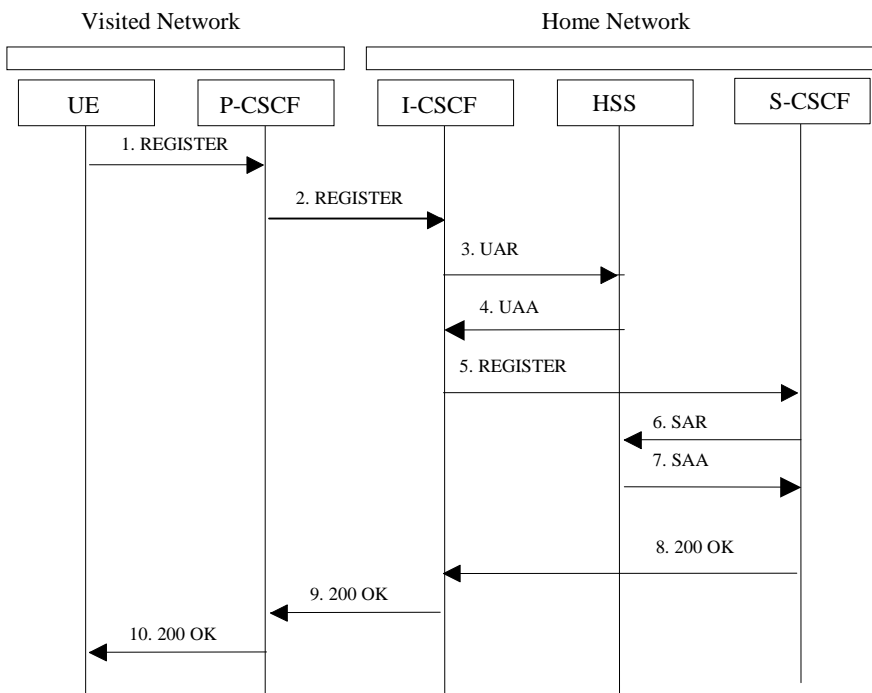 Visited Network
Home Network
UE
P-CSCF
I-CSCF
HSS
S-CSCF
1. REGISTER
2. REGISTER
3. UAR
4. UAA
5. REGISTER
6. SAR
7. SAA
8. 200 OK
9. 200 OK
10. 200 OK